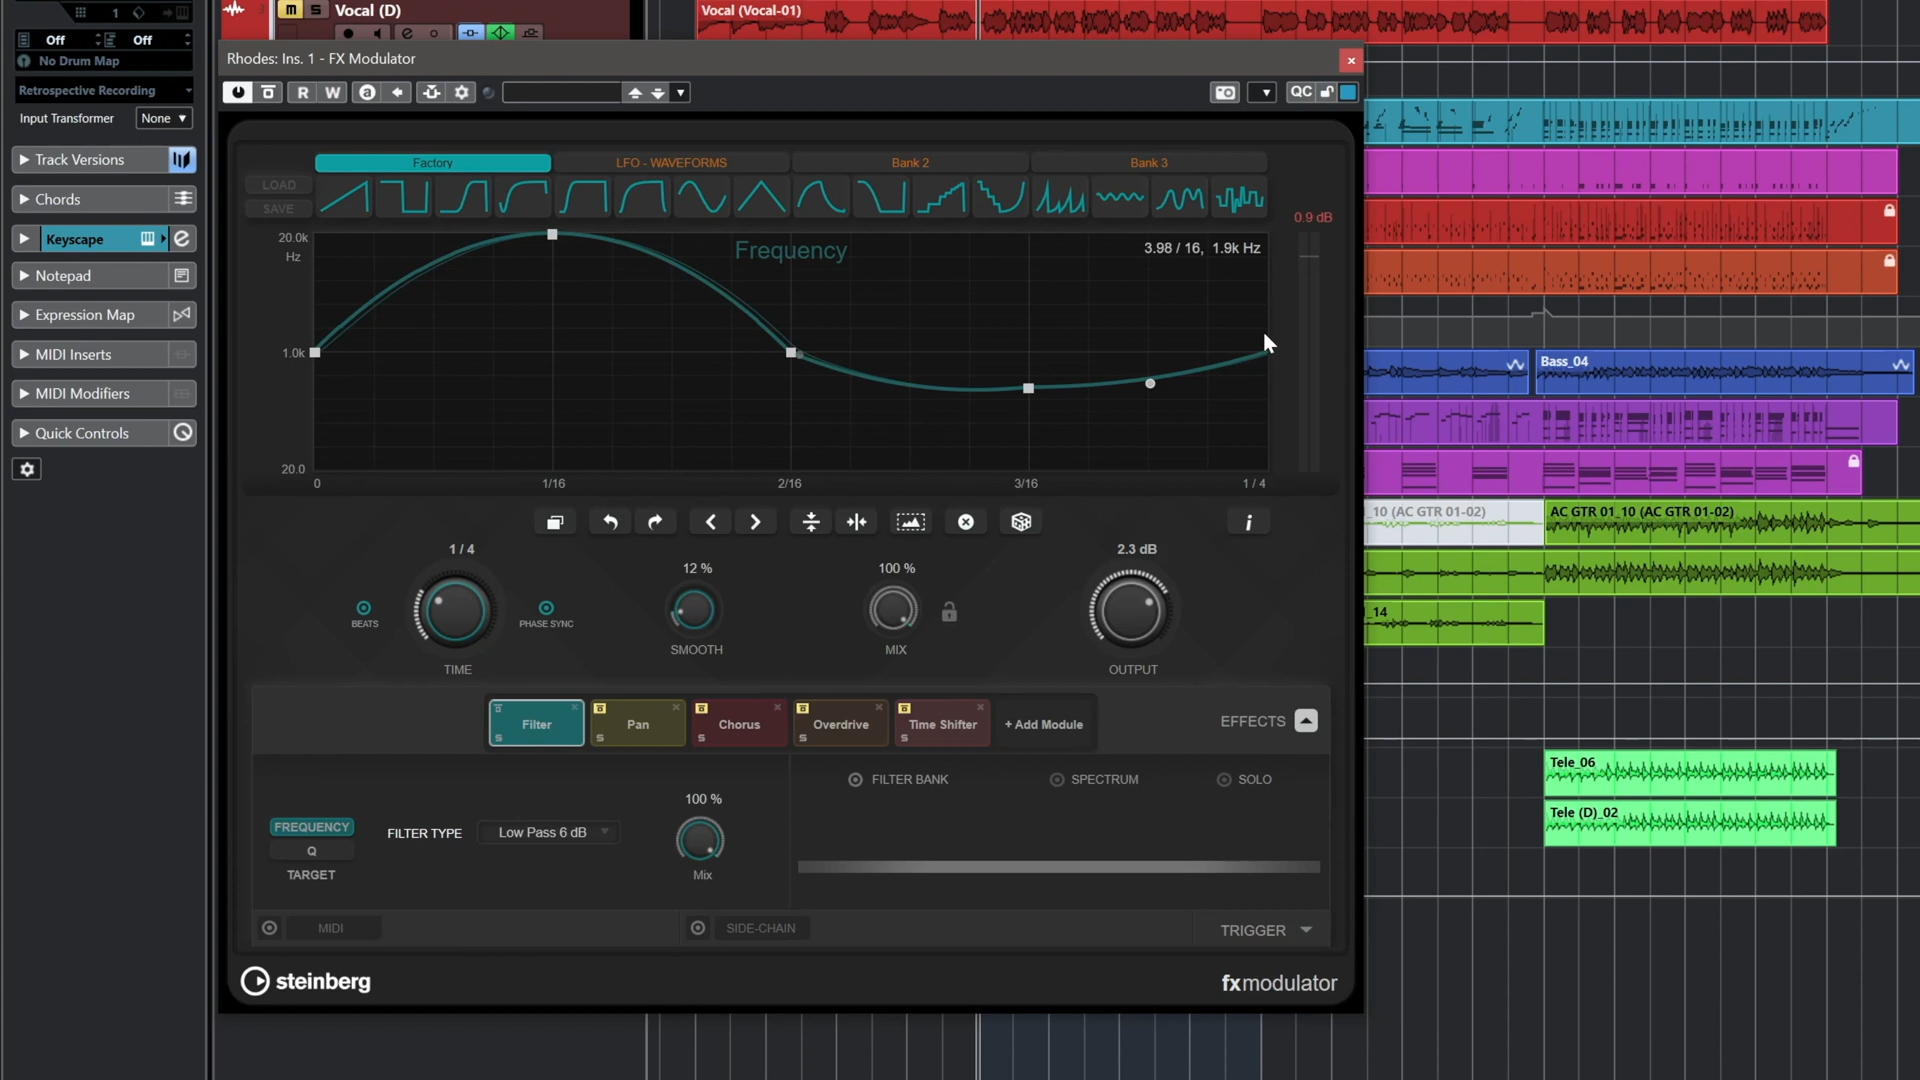 3
M
S
Vocal (D)
Vocal (Vocal-01)
1
Off
Off
No Drum Map
Retrospective Recording
Input Transformer
None
Track Versions
Chords
Keyscape
Notepad
Expression Map
MIDI Inserts
MIDI Modifiers
Quick Controls
Rhodes: Ins. 1 - FX Modulator
R
W
QC
Factory
LFO - WAVEFORMS
Bank 2
Bank 3
LOAD
SAVE
0.9 dB
20.0k
Hz
Frequency
3.98 / 16, 1.9k Hz
1.0k
20.0
0
1/16
2/16
3/16
1 / 4
i
1 / 4
12 %
100 %
2.3 dB
BEATS
PHASE SYNC
TIME
SMOOTH
MIX
OUTPUT
Filter
S
Pan
S
Chorus
S
Overdrive
S
Time Shifter
S
+ Add Module
EFFECTS
FILTER BANK
SPECTRUM
SOLO
100 %
FREQUENCY
Q
TARGET
FILTER TYPE
Low Pass 6 dB
Mix
MIDI
SIDE-CHAIN
TRIGGER
steinberg
fxmodulator
Bass_04
_10 (AC GTR 01-02)
AC GTR 01_10 (AC GTR 01-02)
_14
Tele_06
Tele (D)_02